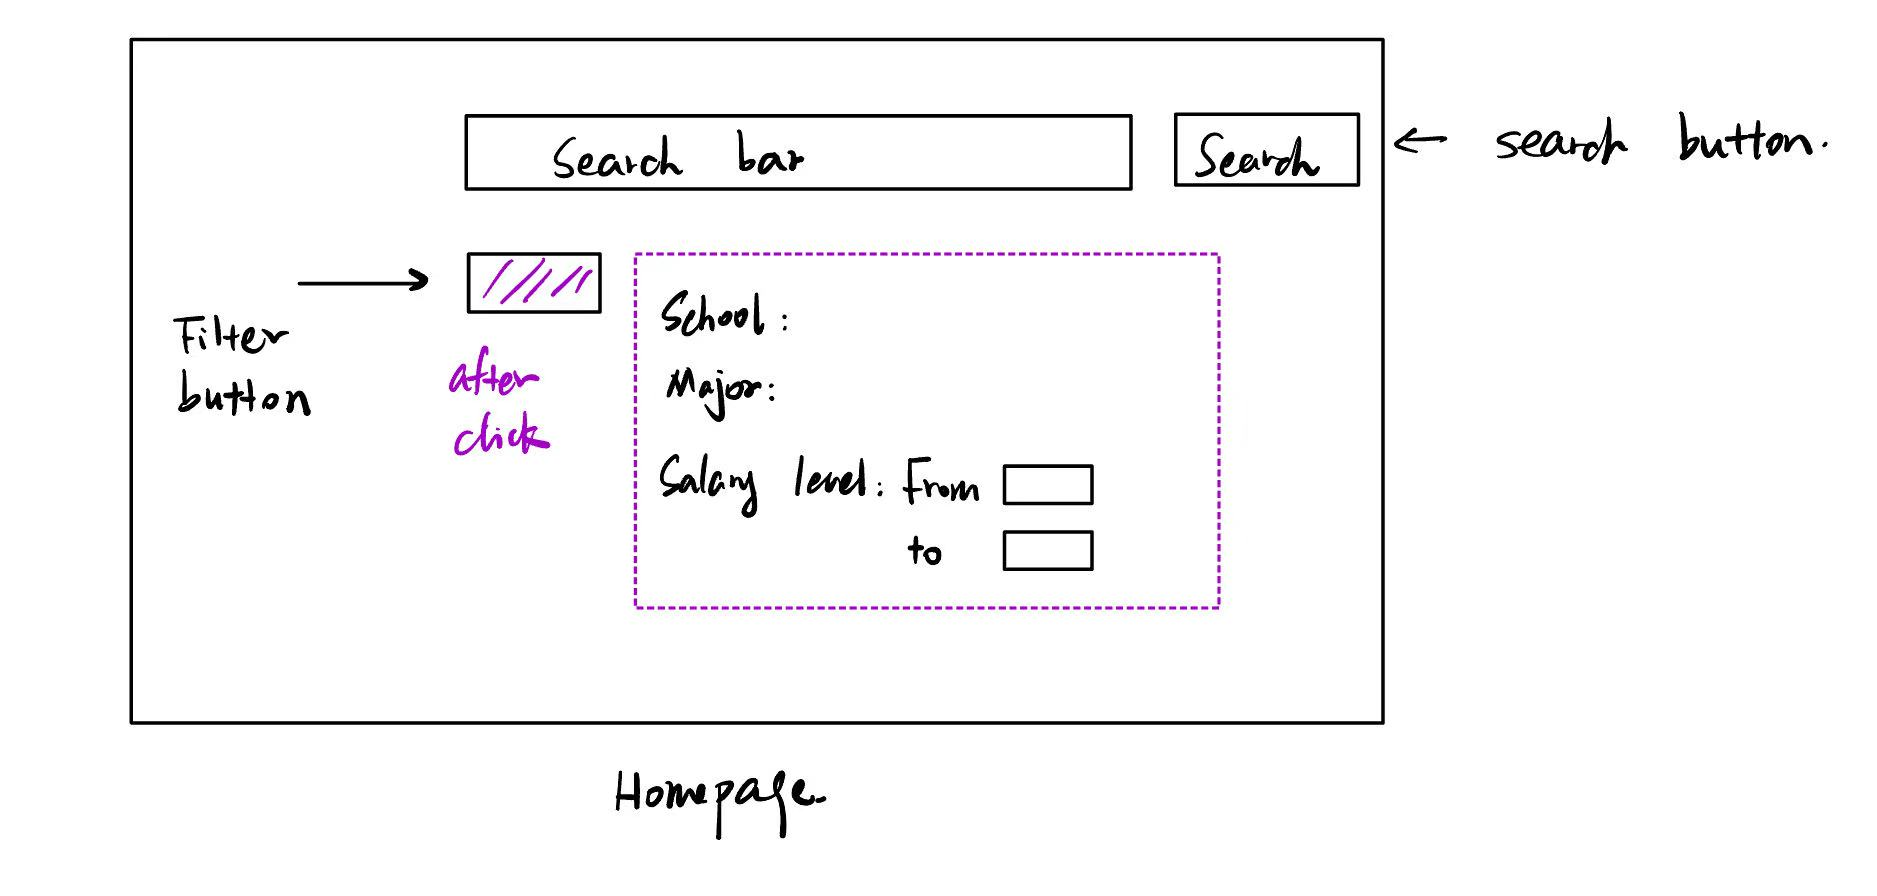 Search bar
Search
← search button.
Filter
button
after
click
School:
Major:
Salary level: From
to
Homepage.